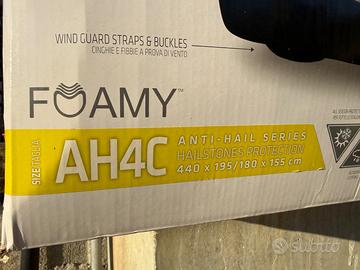 WIND GUARD STRAPS & BUCKLES
CINGHIE E FIBBIE A PROVA DI VENTO
FOAMY™
SIZE TAGLIA
AH4C
ANTI-HAIL SERIES
HAILSTONES PROTECTION
440 x 195/180 x 155 cm
subito